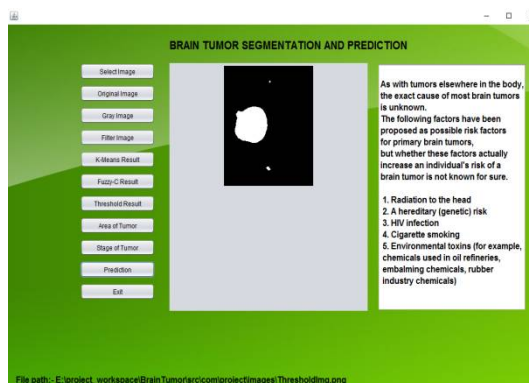 BRAIN TUMOR SEGMENTATION AND PREDICTION
Select Image
Original Image
Gray Image
Filter Image
K-Means Result
Fuzzy-C Result
Threshold Result
Area of Tumor
Stage of Tumor
Prediction
Exit
As with tumors elsewhere in the body,
the exact cause of most brain tumors
is unknown.
The following factors have been
proposed as possible risk factors
for primary brain tumors,
but whether these factors actually
increase an individual's risk of a
brain tumor is not known for sure.
1. Radiation to the head
2. A hereditary (genetic) risk
3. HIV infection
4. Cigarette smoking
5. Environmental toxins (for example,
chemicals used in oil refineries,
embalming chemicals, rubber
industry chemicals)
File path:- E:\project_workspace\BrainTumor\src\com\project\images\ThresholdImg.png